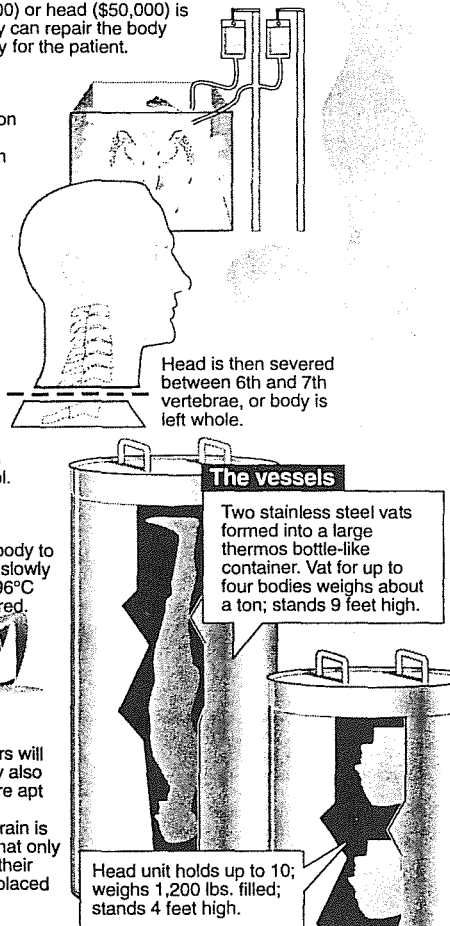 00) or head ($50,000) is
y can repair the body
y for the patient.
on
n
Head is then severed
between 6th and 7th
vertebrae, or body is
left whole.
ol.
The vessels
Two stainless steel vats
formed into a large
thermos bottle-like
container. Vat for up to
four bodies weighs about
a ton; stands 9 feet high.
body to
slowly
96°C
red.
rs will
y also
re apt
rain is
hat only
their
placed
Head unit holds up to 10;
weighs 1,200 lbs. filled;
stands 4 feet high.